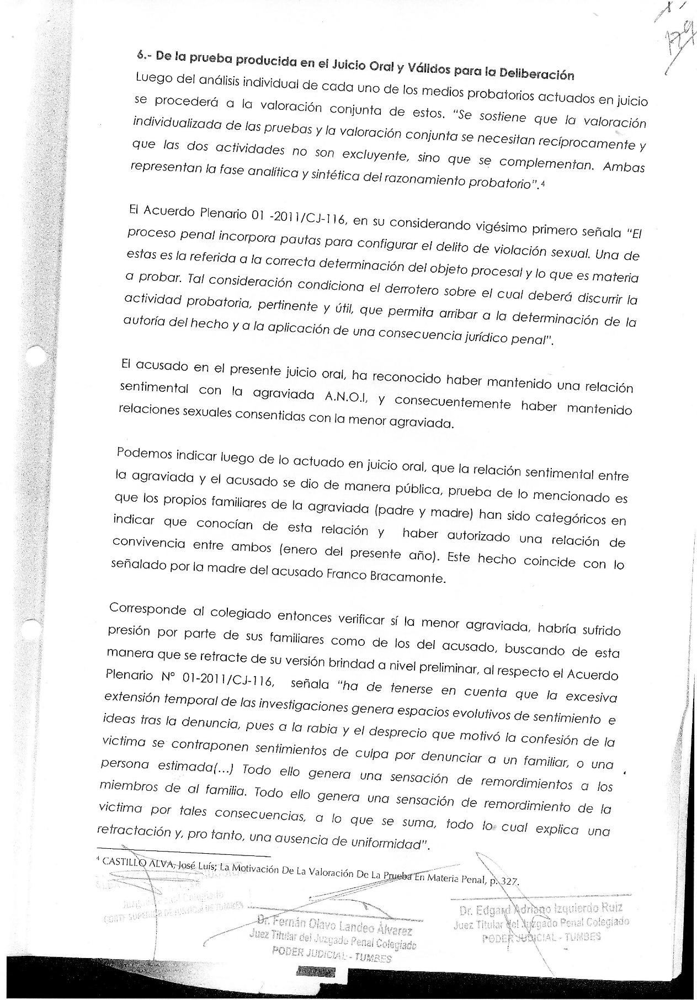 179
6.- De la prueba producida en el Juicio Oral y Válidos para la Deliberación
Luego del análisis individual de cada uno de los medios probatorios actuados en juicio
se procederá a la valoración conjunta de estos. "Se sostiene que la valoración
individualizada de las pruebas y la valoración conjunta se necesitan recíprocamente y
que las dos actividades no son excluyente, sino que se complementan. Ambas
representan la fase analítica y sintética del razonamiento probatorio".⁴
El Acuerdo Plenario 01 -2011/CJ-116, en su considerando vigésimo primero señala "El
proceso penal incorpora pautas para configurar el delito de violación sexual. Una de
estas es la referida a la correcta determinación del objeto procesal y lo que es materia
a probar. Tal consideración condiciona el derrotero sobre el cual deberá discurrir la
actividad probatoria, pertinente y útil, que permita arribar a la determinación de la
autoría del hecho y a la aplicación de una consecuencia jurídico penal".
El acusado en el presente juicio oral, ha reconocido haber mantenido una relación
sentimental con la agraviada A.N.O.I, y consecuentemente haber mantenido
relaciones sexuales consentidas con la menor agraviada.
Podemos indicar luego de lo actuado en juicio oral, que la relación sentimental entre
la agraviada y el acusado se dio de manera pública, prueba de lo mencionado es
que los propios familiares de la agraviada (padre y madre) han sido categóricos en
indicar que conocían de esta relación y haber autorizado una relación de
convivencia entre ambos (enero del presente año). Este hecho coincide con lo
señalado por la madre del acusado Franco Bracamonte.
Corresponde al colegiado entonces verificar sí la menor agraviada, habría sufrido
presión por parte de sus familiares como de los del acusado, buscando de esta
manera que se retracte de su versión brindad a nivel preliminar, al respecto el Acuerdo
Plenario N° 01-2011/CJ-116, señala "ha de tenerse en cuenta que la excesiva
extensión temporal de las investigaciones genera espacios evolutivos de sentimiento e
ideas tras la denuncia, pues a la rabia y el desprecio que motivó la confesión de la
victima se contraponen sentimientos de culpa por denunciar a un familiar, o una
persona estimada(...) Todo ello genera una sensación de remordimientos a los
miembros de al familia. Todo ello genera una sensación de remordimiento de la
victima por tales consecuencias, a lo que se suma, todo lo cual explica una
retractación y, pro tanto, una ausencia de uniformidad".
⁴ CASTILLO ALVA, José Luís; La Motivación De La Valoración De La Prueba En Materia Penal, p. 327.
Colegiado
CORTE SUPERIOR DE JUSTICIA DE TUMBES
Dr. Fernán Olavo Landeo Álvarez
Juez Titular del Juzgado Penal Colegiado
PODER JUDICIAL - TUMBES
Dr. Edgard Adriano Izquierdo Ruiz
Juez Titular del Juzgado Penal Colegiado
PODER JUDICIAL - TUMBES